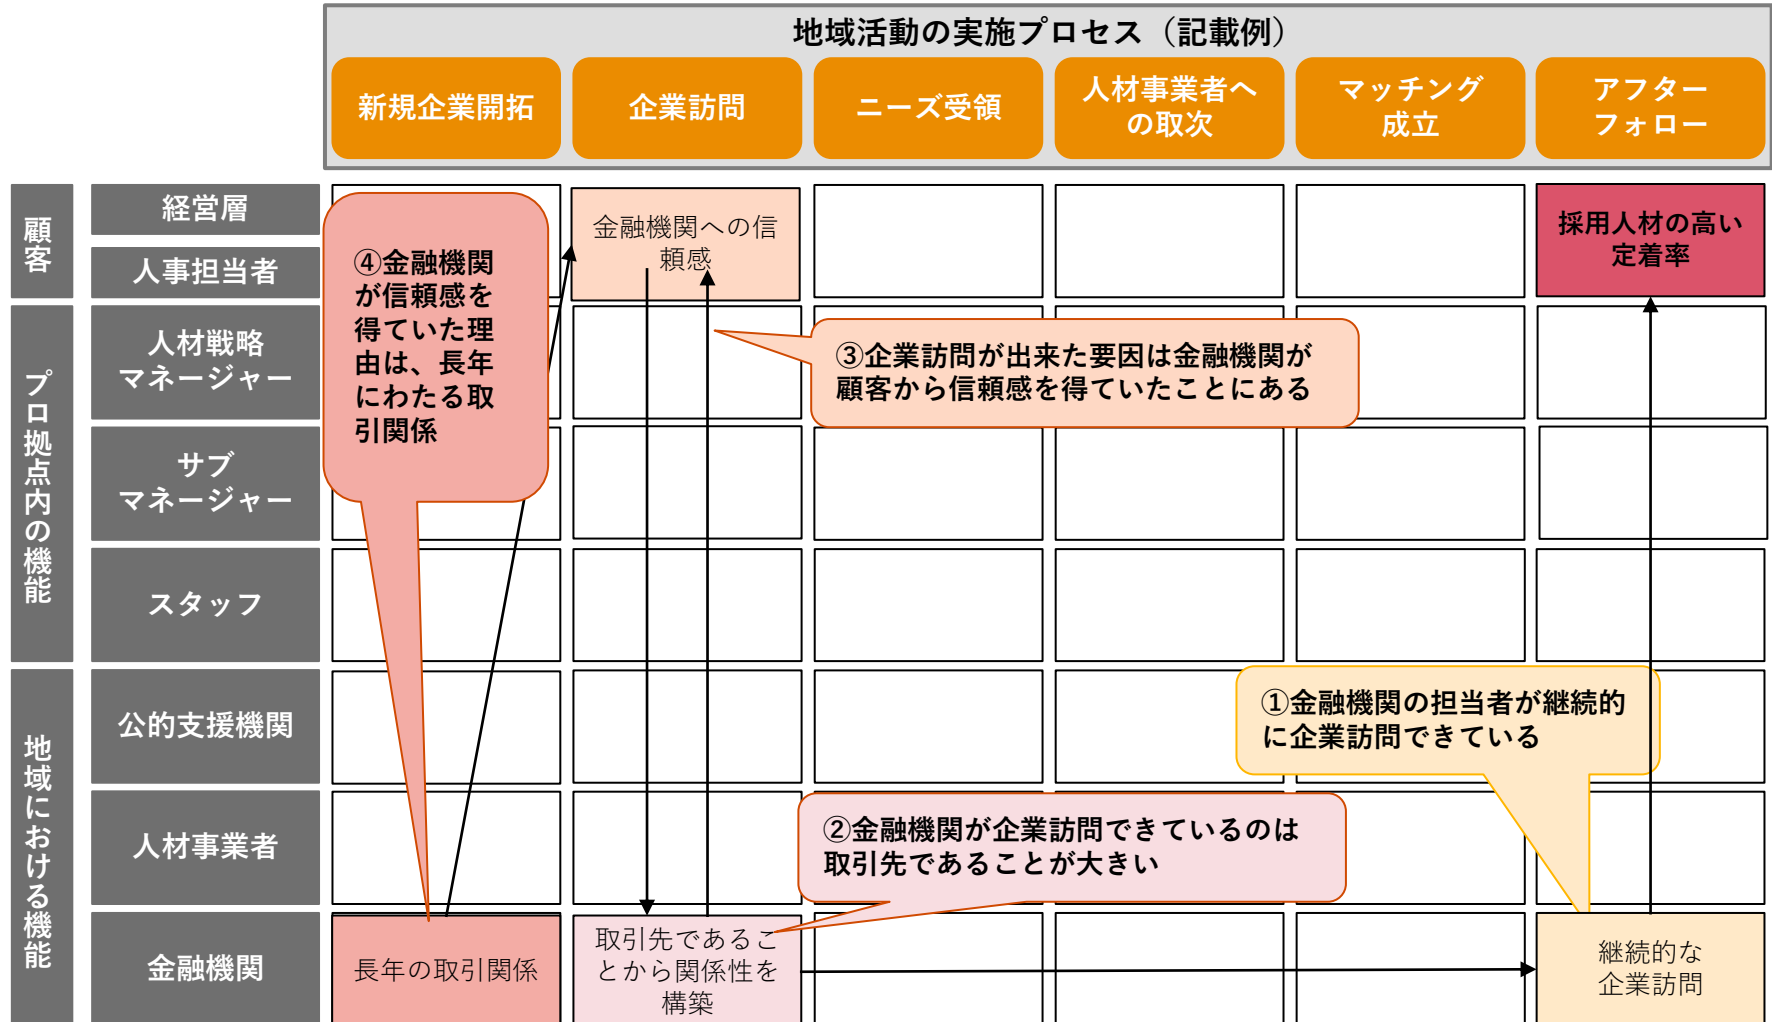 地域活動の実施プロセス（記載例）
新規企業開拓
企業訪問
ニーズ受領
人材事業者へ
の取次
マッチング
成立
アフター
フォロー
顧客
経営層
人事担当者
金融機関への信
頼感
採用人材の高い
定着率
④金融機関
が信頼感を
得ていた理
由は、長年
にわたる取
引関係
プロ拠点内の機能
人材戦略
マネージャー
③企業訪問が出来た要因は金融機関が
顧客から信頼感を得ていたことにある
サブ
マネージャー
スタッフ
地域における機能
公的支援機関
①金融機関の担当者が継続的
に企業訪問できている
人材事業者
②金融機関が企業訪問できているのは
取引先であることが大きい
金融機関
長年の取引関係
取引先であるこ
とから関係性を
構築
継続的な
企業訪問